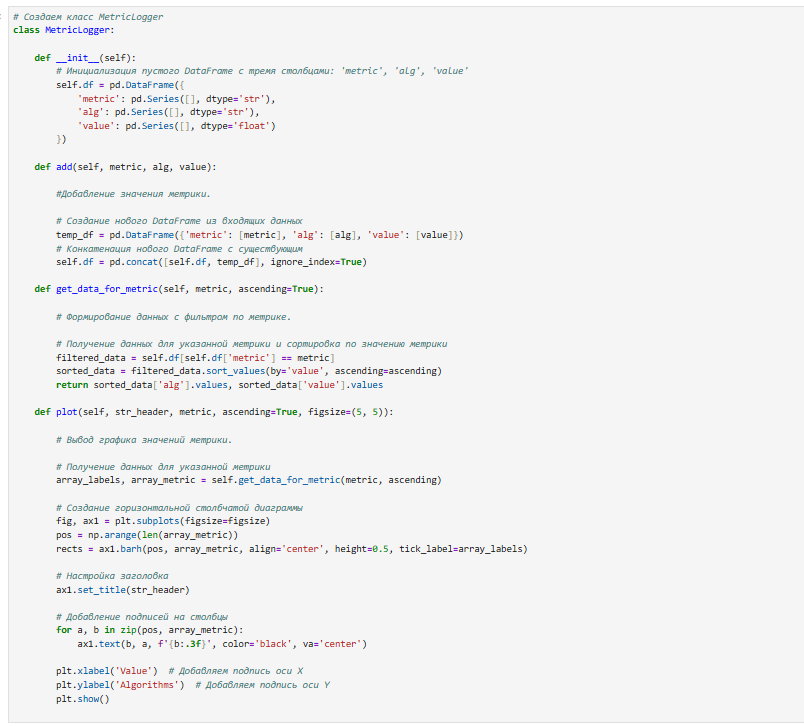 # Создаем класс MetricLogger
class MetricLogger:
def __init__(self):
# Инициализация пустого DataFrame с тремя столбцами: 'metric', 'alg', 'value'
self.df = pd.DataFrame({
'metric': pd.Series([], dtype='str'),
'alg': pd.Series([], dtype='str'),
'value': pd.Series([], dtype='float')
})
def add(self, metric, alg, value):
#Добавление значения метрики.
# Создание нового DataFrame из входящих данных
temp_df = pd.DataFrame({'metric': [metric], 'alg': [alg], 'value': [value]})
# Конкатенация нового DataFrame с существующим
self.df = pd.concat([self.df, temp_df], ignore_index=True)
def get_data_for_metric(self, metric, ascending=True):
# Формирование данных с фильтром по метрике.
# Получение данных для указанной метрики и сортировка по значению метрики
filtered_data = self.df[self.df['metric'] == metric]
sorted_data = filtered_data.sort_values(by='value', ascending=ascending)
return sorted_data['alg'].values, sorted_data['value'].values
def plot(self, str_header, metric, ascending=True, figsize=(5, 5)):
# Вывод графика значений метрики.
# Получение данных для указанной метрики
array_labels, array_metric = self.get_data_for_metric(metric, ascending)
# Создание горизонтальной столбчатой диаграммы
fig, ax1 = plt.subplots(figsize=figsize)
pos = np.arange(len(array_metric))
rects = ax1.barh(pos, array_metric, align='center', height=0.5, tick_label=array_labels)
# Настройка заголовка
ax1.set_title(str_header)
# Добавление подписей на столбцы
for a, b in zip(pos, array_metric):
ax1.text(b, a, f'{b:.3f}', color='black', va='center')
plt.xlabel('Value')  # Добавляем подпись оси X
plt.ylabel('Algorithms')  # Добавляем подпись оси Y
plt.show()